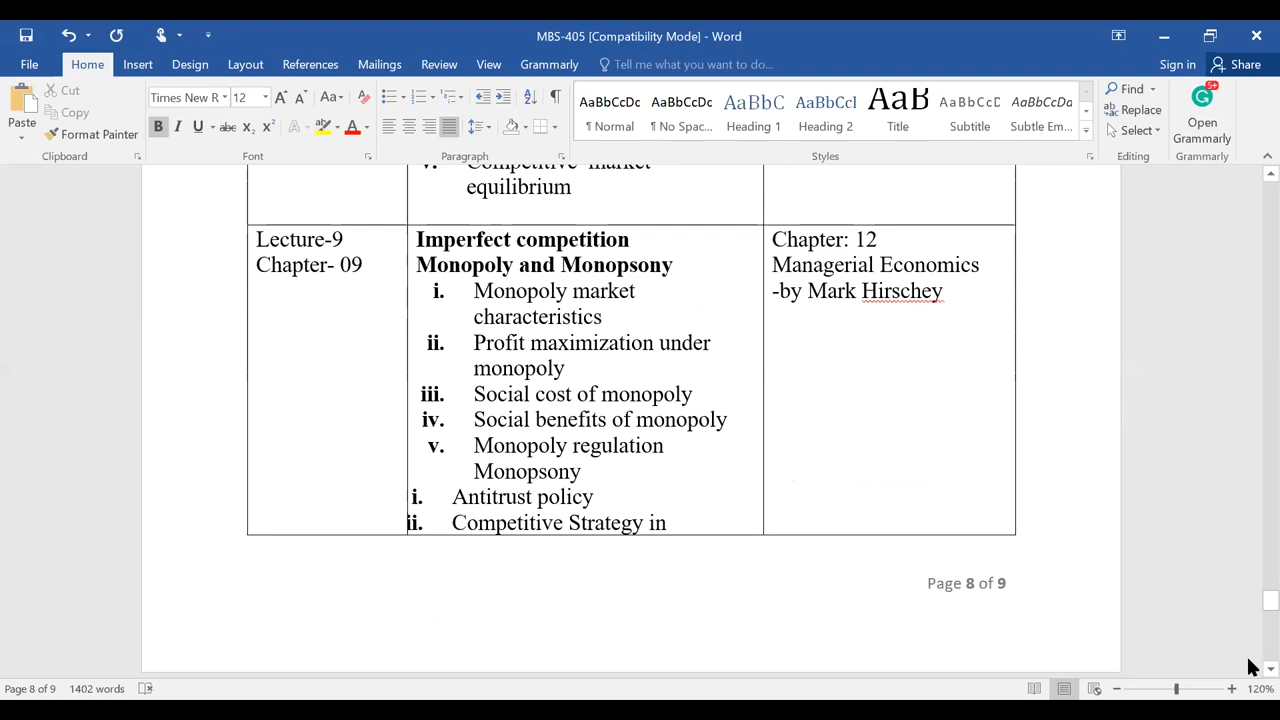 MBS-405 [Compatibility Mode] - Word
File Home Insert Design Layout References Mailings Review View Grammarly Tell me what you want to do... Sign in Share
Paste
Cut
Copy
Format Painter
Clipboard
Times New R 12
Font
Paragraph
AaBbCcDc AaBbCcDc AaBbC AaBbCcI AaB AaBbCcD AaBbCcDc
¶ Normal ¶ No Spac... Heading 1 Heading 2 Title Subtitle Subtle Em...
Styles
Find
Replace
Select
Editing
5+
Open
Grammarly
Grammarly
v. Competitive market
equilibrium
Lecture-9
Chapter- 09
Imperfect competition
Monopoly and Monopsony
i. Monopoly market
characteristics
ii. Profit maximization under
monopoly
iii. Social cost of monopoly
iv. Social benefits of monopoly
v. Monopoly regulation
Monopsony
i. Antitrust policy
ii. Competitive Strategy in
Chapter: 12
Managerial Economics
-by Mark Hirschey
Page 8 of 9
Page 8 of 9 1402 words 120%